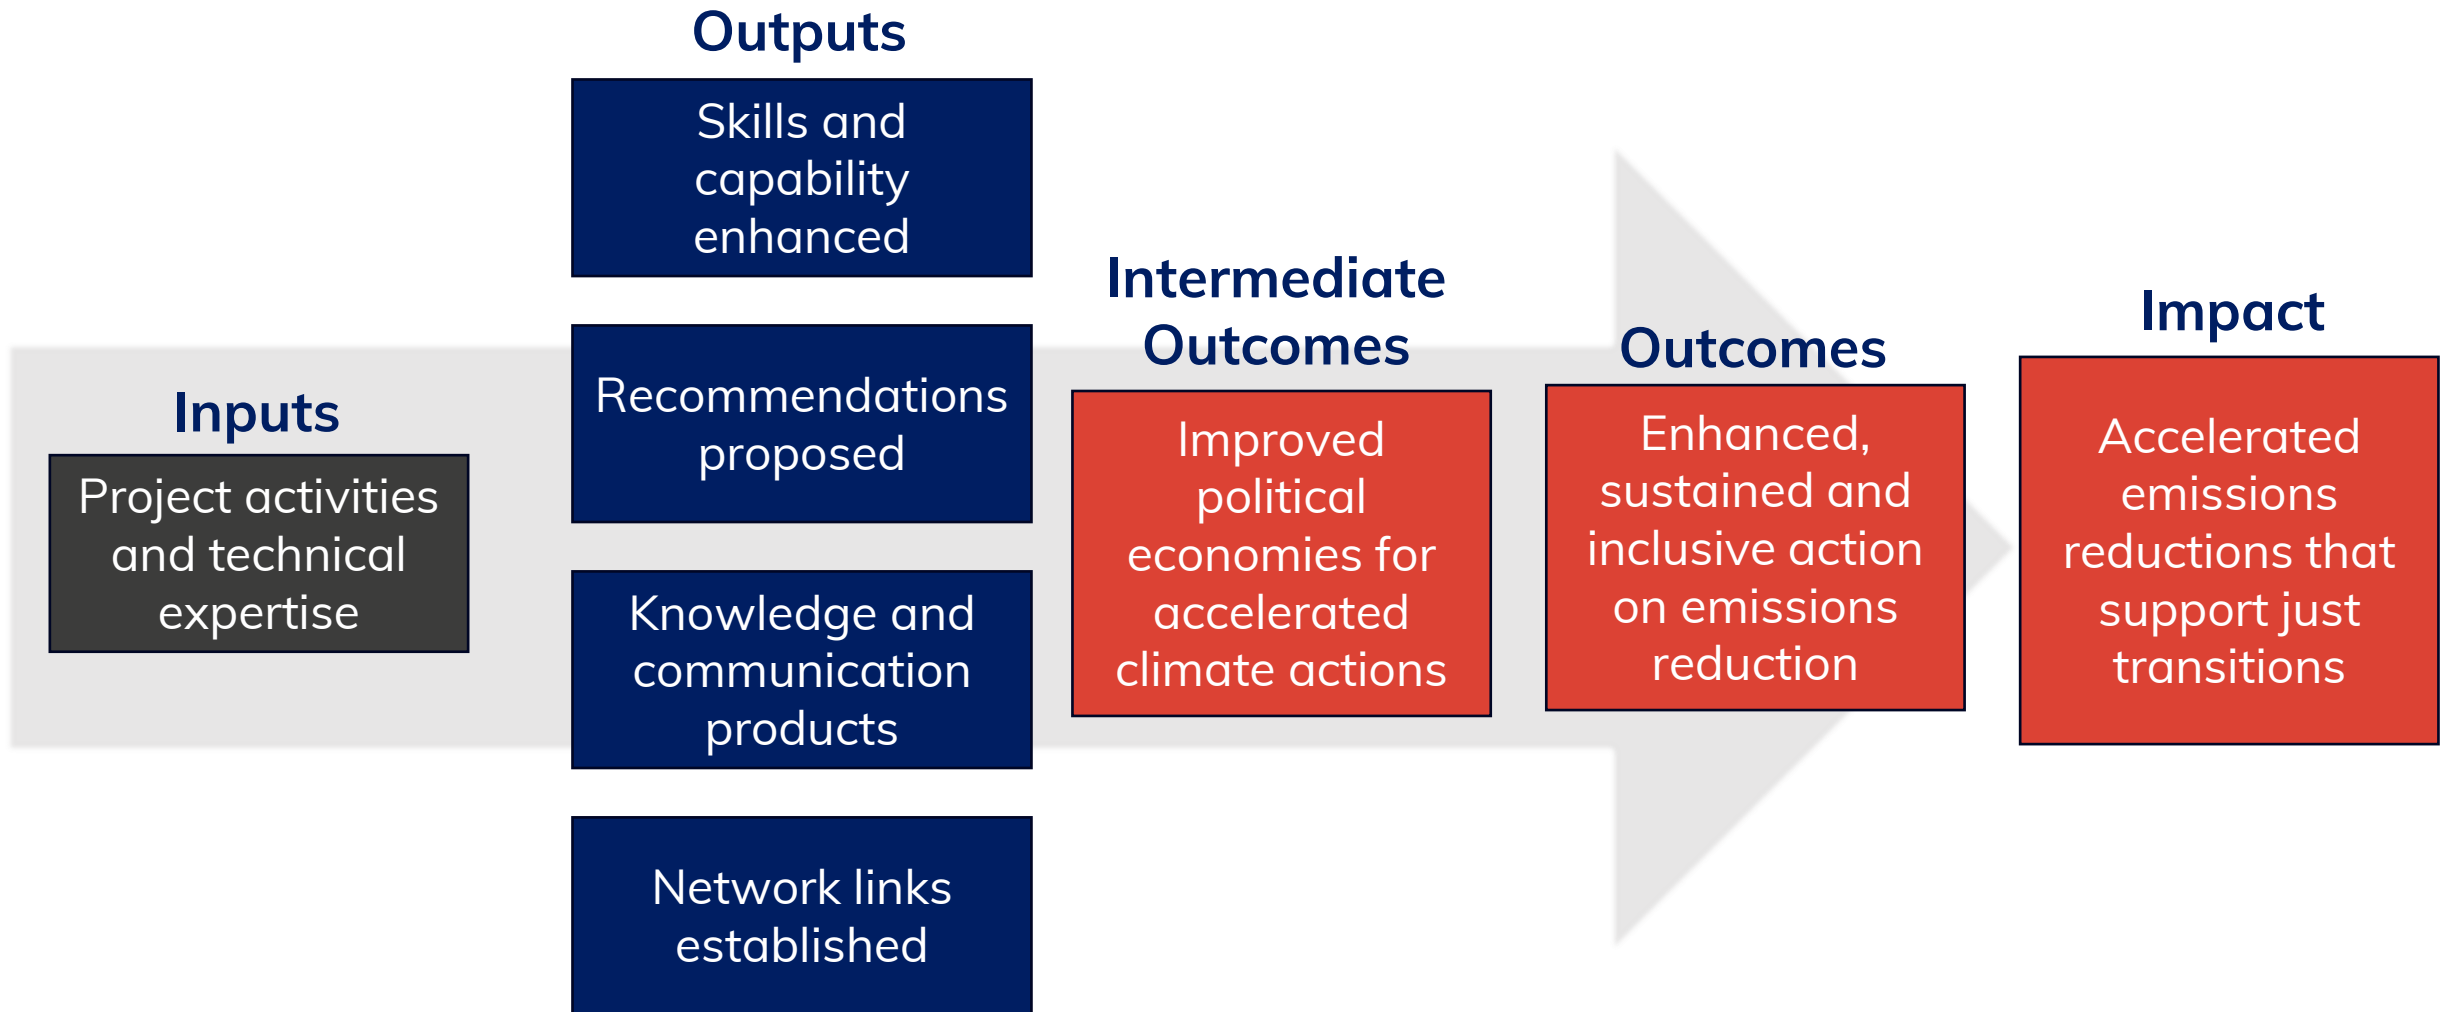 Inputs
Project activities
and technical
expertise
Outputs
Skills and
capability
enhanced
Recommendations
proposed
Knowledge and
communication
products
Network links
established
Intermediate
Outcomes
Improved
political
economies for
accelerated
climate actions
Outcomes
Enhanced,
sustained and
inclusive action
on emissions
reduction
Impact
Accelerated
emissions
reductions that
support just
transitions